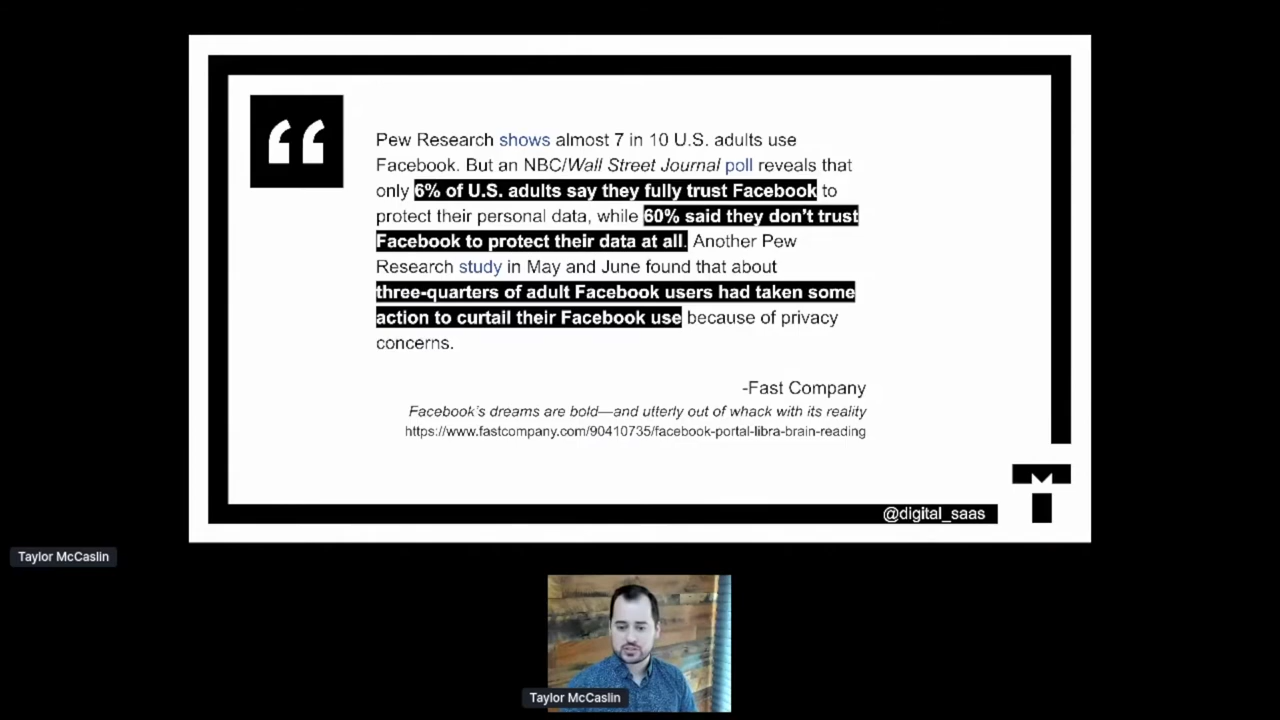 “
Pew Research shows almost 7 in 10 U.S. adults use
Facebook. But an NBC/Wall Street Journal poll reveals that
only 6% of U.S. adults say they fully trust Facebook to
protect their personal data, while 60% said they don’t trust
Facebook to protect their data at all. Another Pew
Research study in May and June found that about
three-quarters of adult Facebook users had taken some
action to curtail their Facebook use because of privacy
concerns.
-Fast Company
Facebook’s dreams are bold—and utterly out of whack with its reality
https://www.fastcompany.com/90410735/facebook-portal-libra-brain-reading
@digital_saas
Taylor McCaslin
Taylor McCaslin